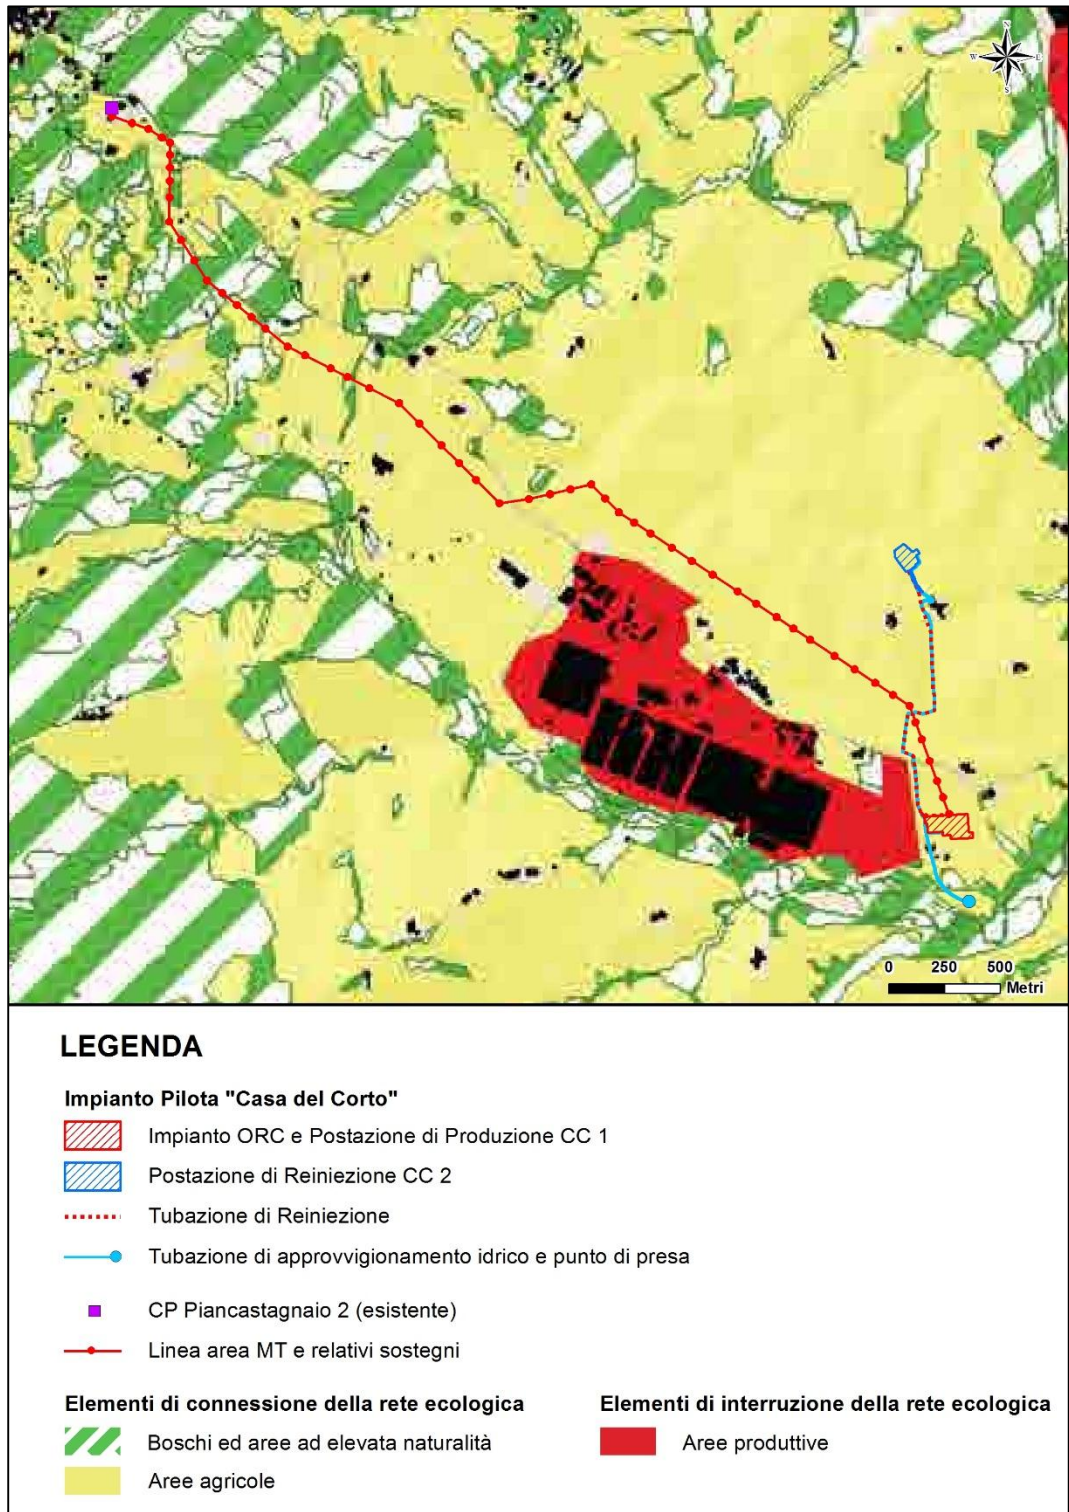 N
W E
S
0 250 500
Metri
LEGENDA
Impianto Pilota "Casa del Corto"
Impianto ORC e Postazione di Produzione CC 1
Postazione di Reiniezione CC 2
Tubazione di Reiniezione
Tubazione di approvvigionamento idrico e punto di presa
CP Piancastagnaio 2 (esistente)
Linea area MT e relativi sostegni
Elementi di connessione della rete ecologica
Boschi ed aree ad elevata naturalità
Aree agricole
Elementi di interruzione della rete ecologica
Aree produttive